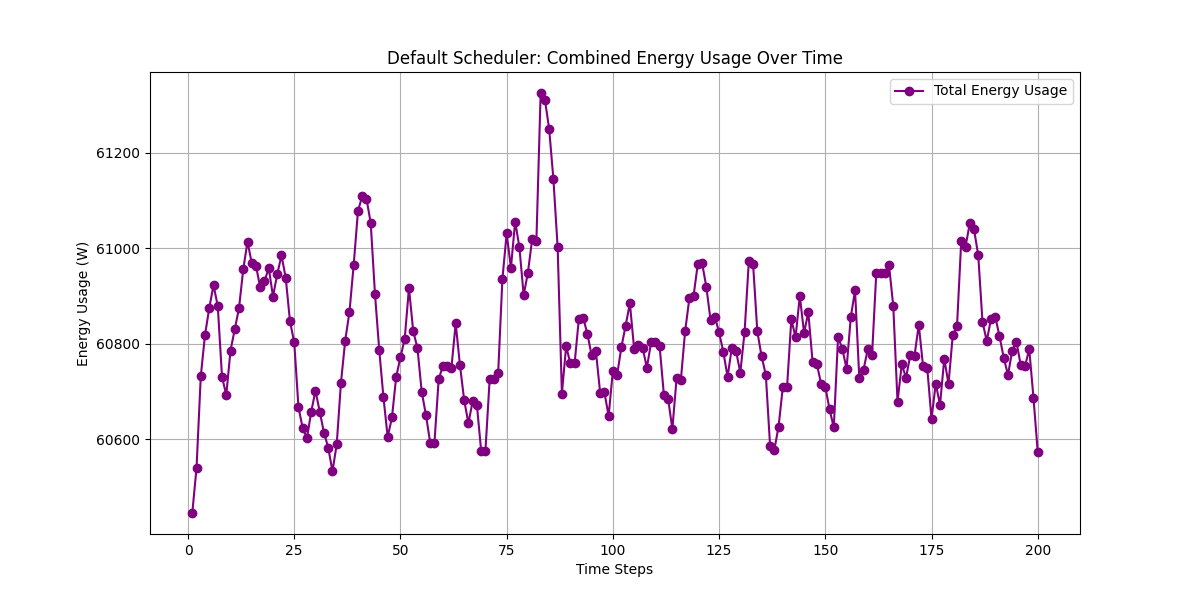 Default Scheduler: Combined Energy Usage Over Time
Total Energy Usage
Energy Usage (W)
61200
61000
60800
60600
0 25 50 75 100 125 150 175 200
Time Steps